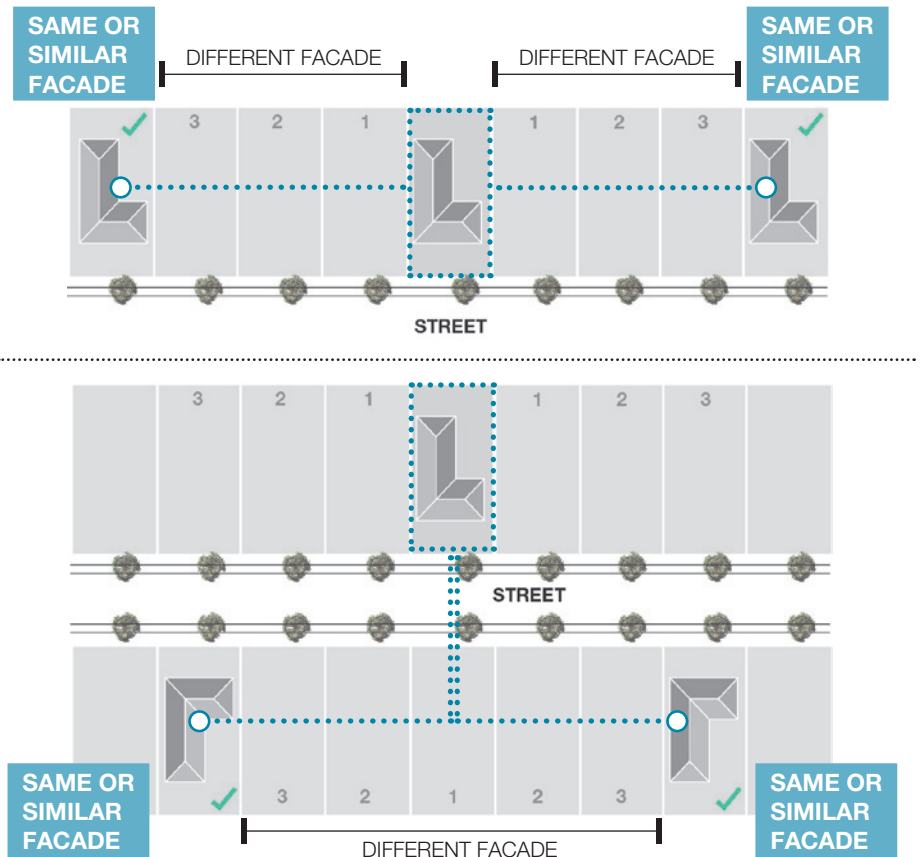 SAME OR
SIMILAR
FACADE
DIFFERENT FACADE
DIFFERENT FACADE
SAME OR
SIMILAR
FACADE
3 2 1 1 2 3
STREET
3 2 1 1 2 3
STREET
SAME OR
SIMILAR
FACADE
3 2 1 2 3
DIFFERENT FACADE
SAME OR
SIMILAR
FACADE